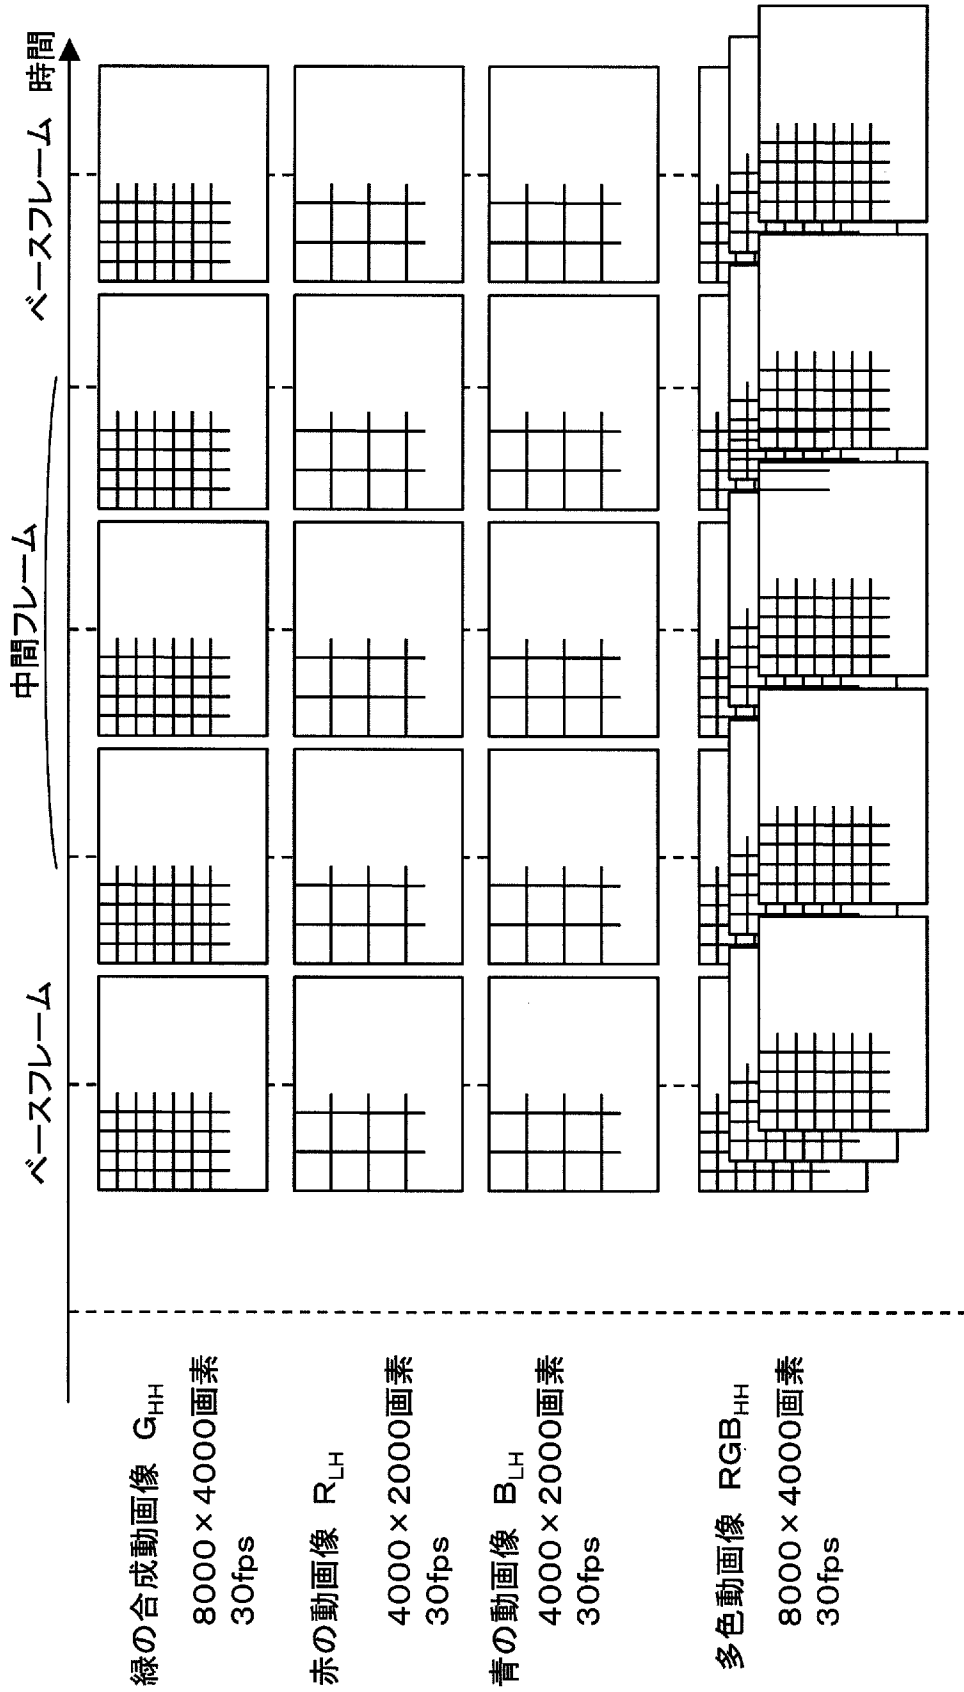 ベースフレーム
中間フレーム
ベースフレーム
時間
緑の合成動画像 G_HH
8000×4000画素
30fps
赤の動画像 R_LH
4000×2000画素
30fps
青の動画像 B_LH
4000×2000画素
30fps
多色動画像 RGB_HH
8000×4000画素
30fps